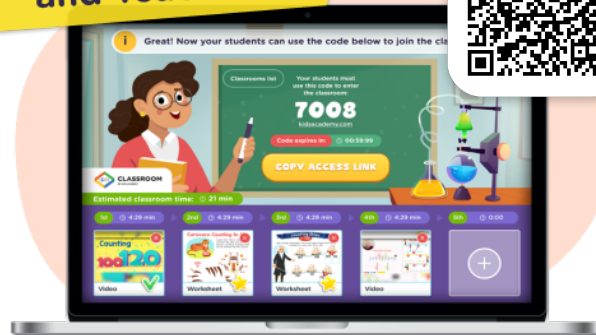 Great! Now your students can use the code below to join the cla
Classrooms list
Your students must
use this code to enter
the classroom:
7008
kidsacademy.com
Code expires in: 00:59:99
COPY ACCESS LINK
CLASSROOM
Estimated classroom time: 21 min
1st 4:29 min
2nd 4:29 min
3rd 4:29 min
4th 4:29 min
5th 0:00
Counting
100 120
Video
Worksheet
Worksheet
Video